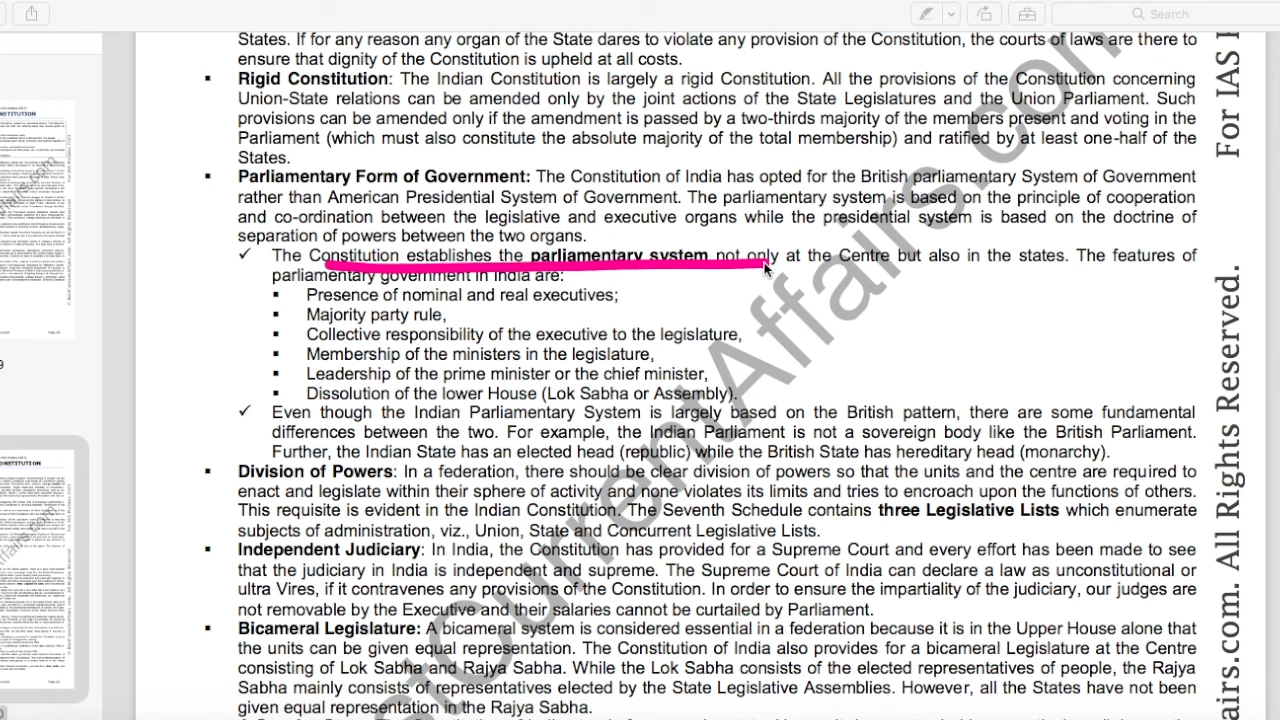 Search
States. If for any reason any organ of the State dares to violate any provision of the Constitution, the courts of laws are there to
ensure that dignity of the Constitution is upheld at all costs.
▪ Rigid Constitution: The Indian Constitution is largely a rigid Constitution. All the provisions of the Constitution concerning
Union-State relations can be amended only by the joint actions of the State Legislatures and the Union Parliament. Such
provisions can be amended only if the amendment is passed by a two-thirds majority of the members present and voting in the
Parliament (which must also constitute the absolute majority of the total membership) and ratified by at least one-half of the
States.
▪ Parliamentary Form of Government: The Constitution of India has opted for the British parliamentary System of Government
rather than American Presidential System of Government. The parliamentary system is based on the principle of cooperation
and co-ordination between the legislative and executive organs while the presidential system is based on the doctrine of
separation of powers between the two organs.
✓ The Constitution establishes the parliamentary system not only at the Centre but also in the states. The features of
parliamentary government in India are:
▪ Presence of nominal and real executives;
▪ Majority party rule,
▪ Collective responsibility of the executive to the legislature,
▪ Membership of the ministers in the legislature,
▪ Leadership of the prime minister or the chief minister,
▪ Dissolution of the lower House (Lok Sabha or Assembly).
✓ Even though the Indian Parliamentary System is largely based on the British pattern, there are some fundamental
differences between the two. For example, the Indian Parliament is not a sovereign body like the British Parliament.
Further, the Indian State has an elected head (republic) while the British State has hereditary head (monarchy).
▪ Division of Powers: In a federation, there should be clear division of powers so that the units and the centre are required to
enact and legislate within their sphere of activity and none violates its limits and tries to encroach upon the functions of others.
This requisite is evident in the Indian Constitution. The Seventh Schedule contains three Legislative Lists which enumerate
subjects of administration, viz., Union, State and Concurrent Legislative Lists.
▪ Independent Judiciary: In India, the Constitution has provided for a Supreme Court and every effort has been made to see
that the judiciary in India is independent and supreme. The Supreme Court of India can declare a law as unconstitutional or
ultra Vires, if it contravenes any provisions of the Constitution. In order to ensure the impartiality of the judiciary, our judges are
not removable by the Executive and their salaries cannot be curtailed by Parliament.
▪ Bicameral Legislature: A bicameral system is considered essential in a federation because it is in the Upper House alone that
the units can be given equal representation. The Constitution of India also provides for a Bicameral Legislature at the Centre
consisting of Lok Sabha and Rajya Sabha. While the Lok Sabha consists of the elected representatives of people, the Rajya
Sabha mainly consists of representatives elected by the State Legislative Assemblies. However, all the States have not been
given equal representation in the Rajya Sabha.
CurrentAffairs.com
airs.com. All Rights Reserved.
For IAS